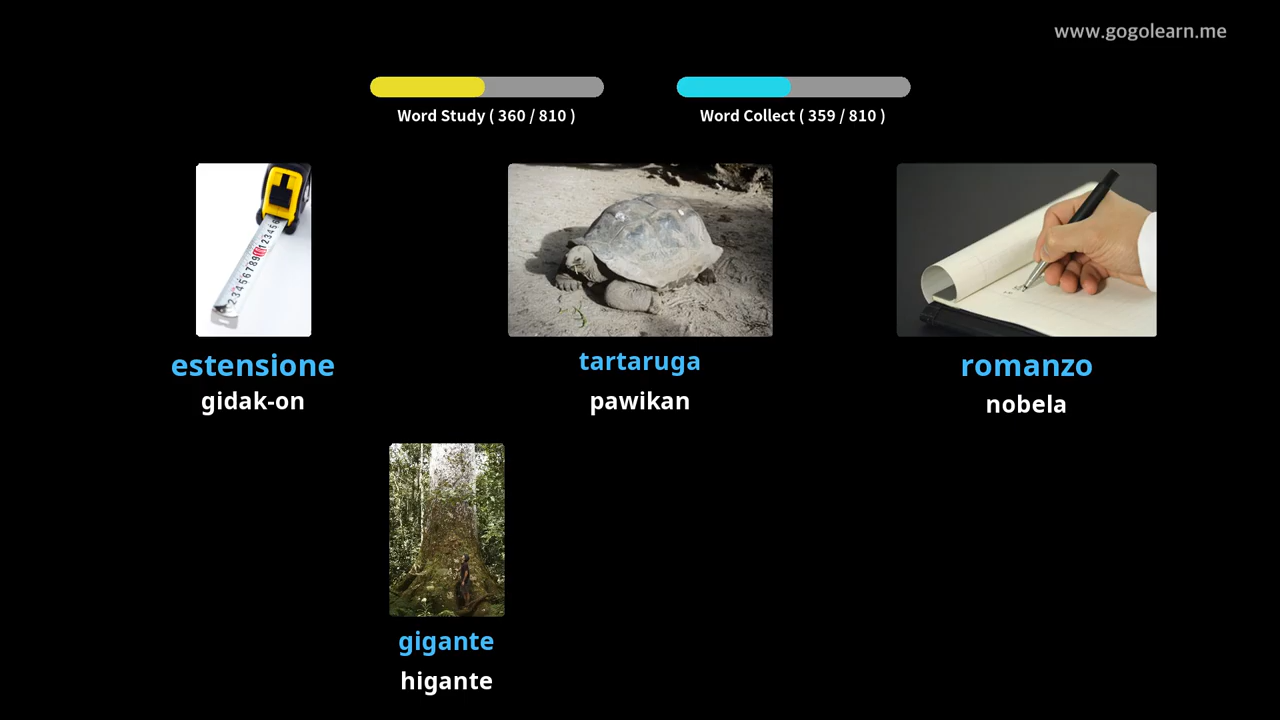 www.gogolearn.me
Word Study ( 360 / 810 )
Word Collect ( 359 / 810 )
estensione
gidak-on
tartaruga
pawikan
romanzo
nobela
gigante
higante